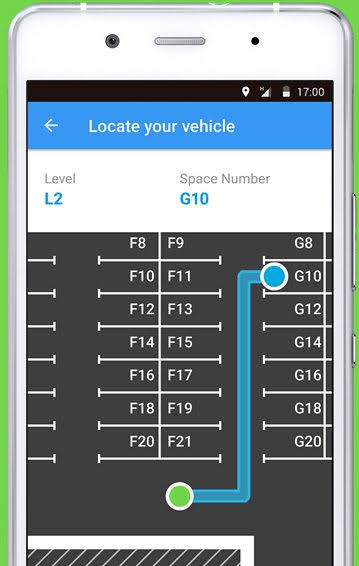 H 17:00
Locate your vehicle
Level Space Number
L2 G10
F8 F9 G8
F10 F11 G10
F12 F13 G12
F14 F15 G14
F16 F17 G16
F18 F19 G18
F20 F21 G20